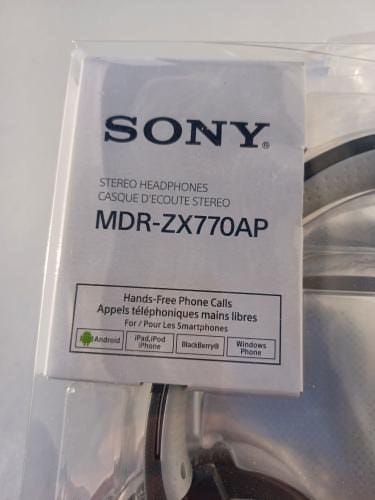 SONY®
STEREO HEADPHONES
CASQUE D'ECOUTE STEREO
MDR-ZX770AP
Hands-Free Phone Calls
Appels téléphoniques mains libres
For / Pour Les Smartphones
Android
iPad,iPod
iPhone
BlackBerry®
Windows
Phone